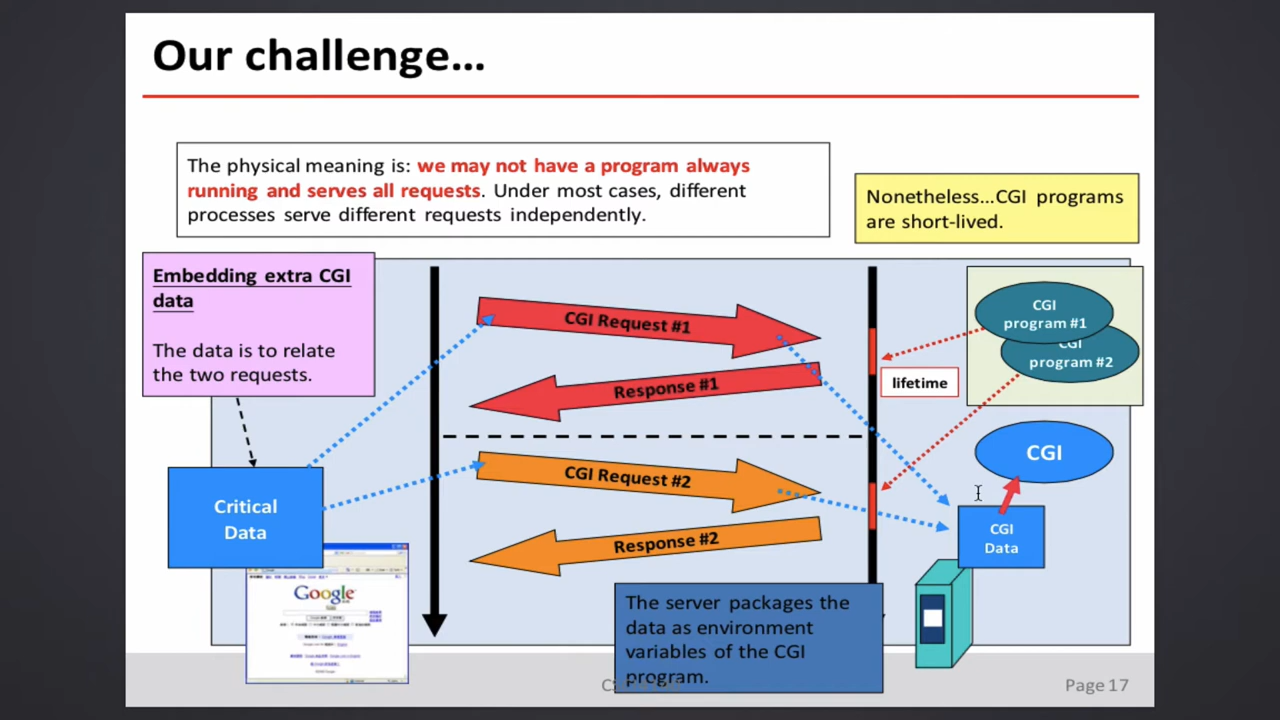 Our challenge…
The physical meaning is: we may not have a program always
running and serves all requests. Under most cases, different
processes serve different requests independently.
Nonetheless…CGI programs
are short-lived.
Embedding extra CGI
data
The data is to relate
the two requests.
CGI Request #1
Response #1
CGI
program #1
CGI
program #2
lifetime
CGI Request #2
Response #2
CGI
Critical
Data
CGI
Data
Google
The server packages the
data as environment
variables of the CGI
program.
Page 17